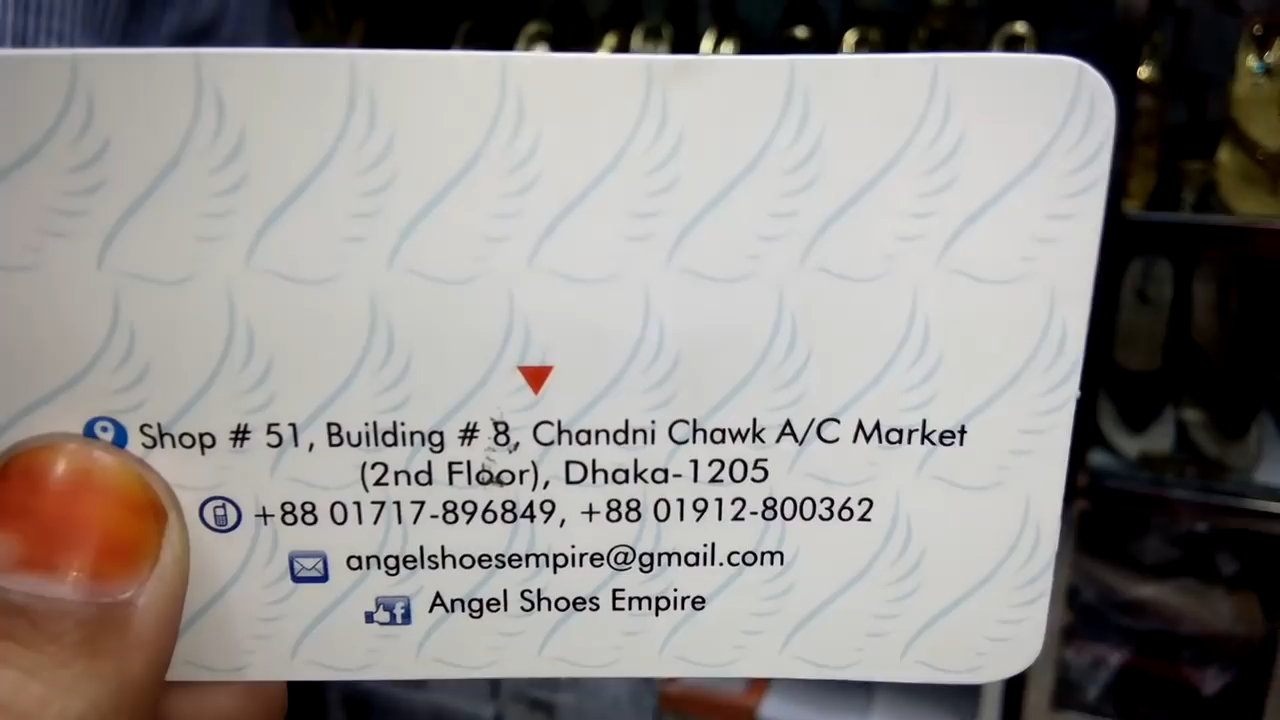 Shop # 51, Building # 8, Chandni Chawk A/C Market
(2nd Floor), Dhaka-1205
+88 01717-896849, +88 01912-800362
angelshoesempire@gmail.com
Angel Shoes Empire